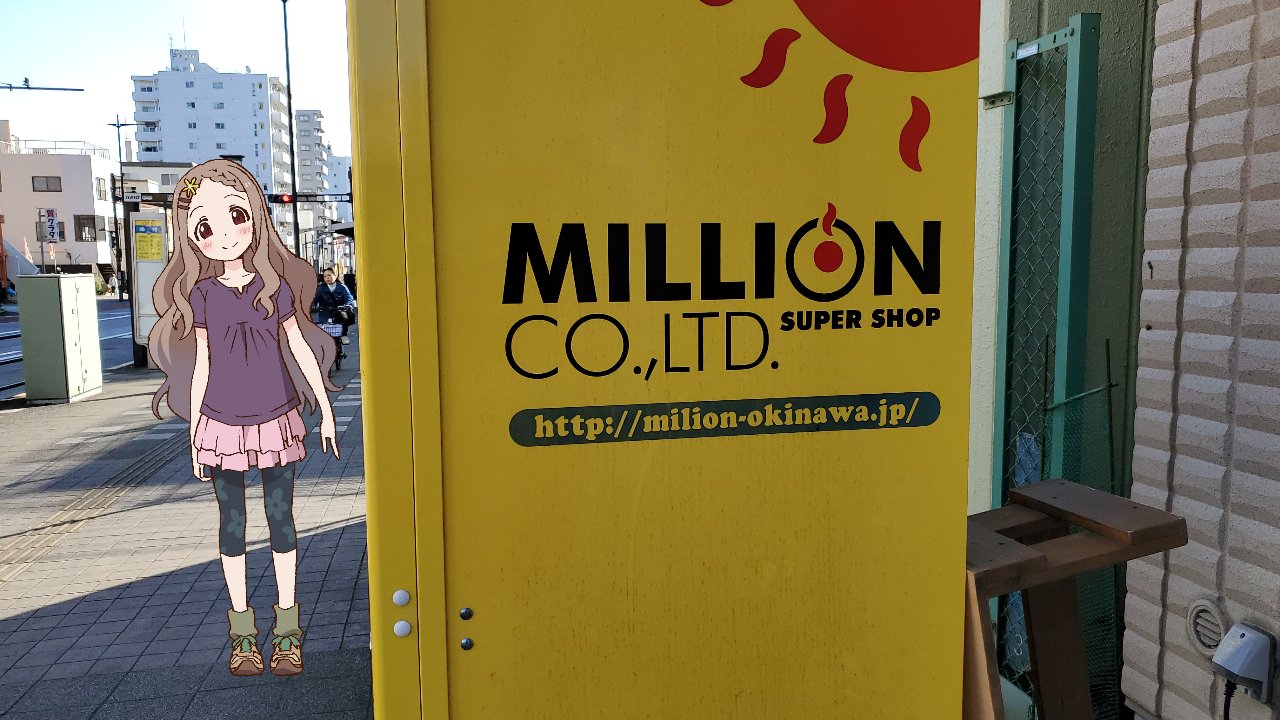 MILLION
CO.,LTD. SUPER SHOP
http://milion-okinawa.jp/